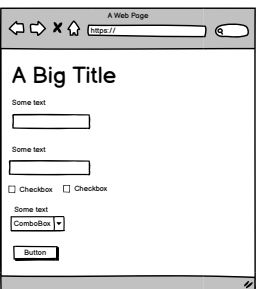 A Web Page
https://
A Big Title
Some text
Some text
Checkbox Checkbox
Some text
ComboBox
Button